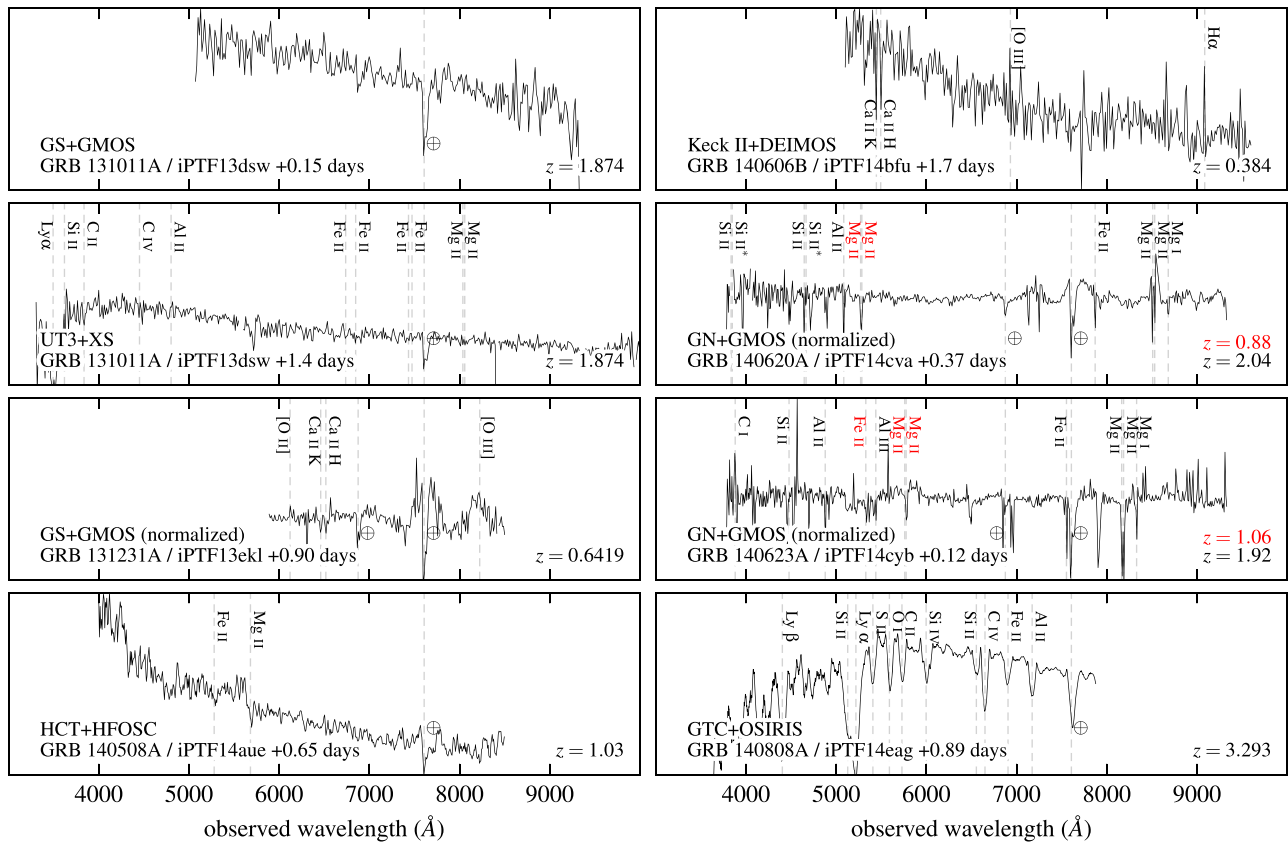 GS+GMOS
GRB 131011A / iPTF13dsw +0.15 days
z = 1.874
⊕
[O III]
Hα
Ca II K
Ca II H
Keck II+DEIMOS
GRB 140606B / iPTF14bfu +1.7 days
z = 0.384
Lyα
Si II
C II
C IV
Al II
Fe II
Fe II
Fe II
Fe II
Mg II
Mg II
UT3+XS
GRB 131011A / iPTF13dsw +1.4 days
z = 1.874
⊕
Si II
Si II*
Si II
Si II*
Al II
Mg II
Mg II
Fe II
Mg II
Mg II
Mg I
GN+GMOS (normalized)
GRB 140620A / iPTF14cva +0.37 days
z = 0.88
z = 2.04
⊕
⊕
[O II]
Ca II K
Ca II H
[O III]
GS+GMOS (normalized)
GRB 131231A / iPTF13ekl +0.90 days
z = 0.6419
⊕
⊕
C I
Si II
Al II
Fe II
Al III
Mg II
Mg II
Fe II
Mg II
Mg II
Mg I
GN+GMOS (normalized)
GRB 140623A / iPTF14cyb +0.12 days
z = 1.06
z = 1.92
⊕
⊕
Fe II
Mg II
HCT+HFOSC
GRB 140508A / iPTF14aue +0.65 days
z = 1.03
⊕
Ly β
Si II
Ly α
S II
O I
C II
Si IV
Si II
C IV
Fe II
Al II
GTC+OSIRIS
GRB 140808A / iPTF14eag +0.89 days
z = 3.293
⊕
4000 5000 6000 7000 8000 9000
observed wavelength (Å)
4000 5000 6000 7000 8000 9000
observed wavelength (Å)